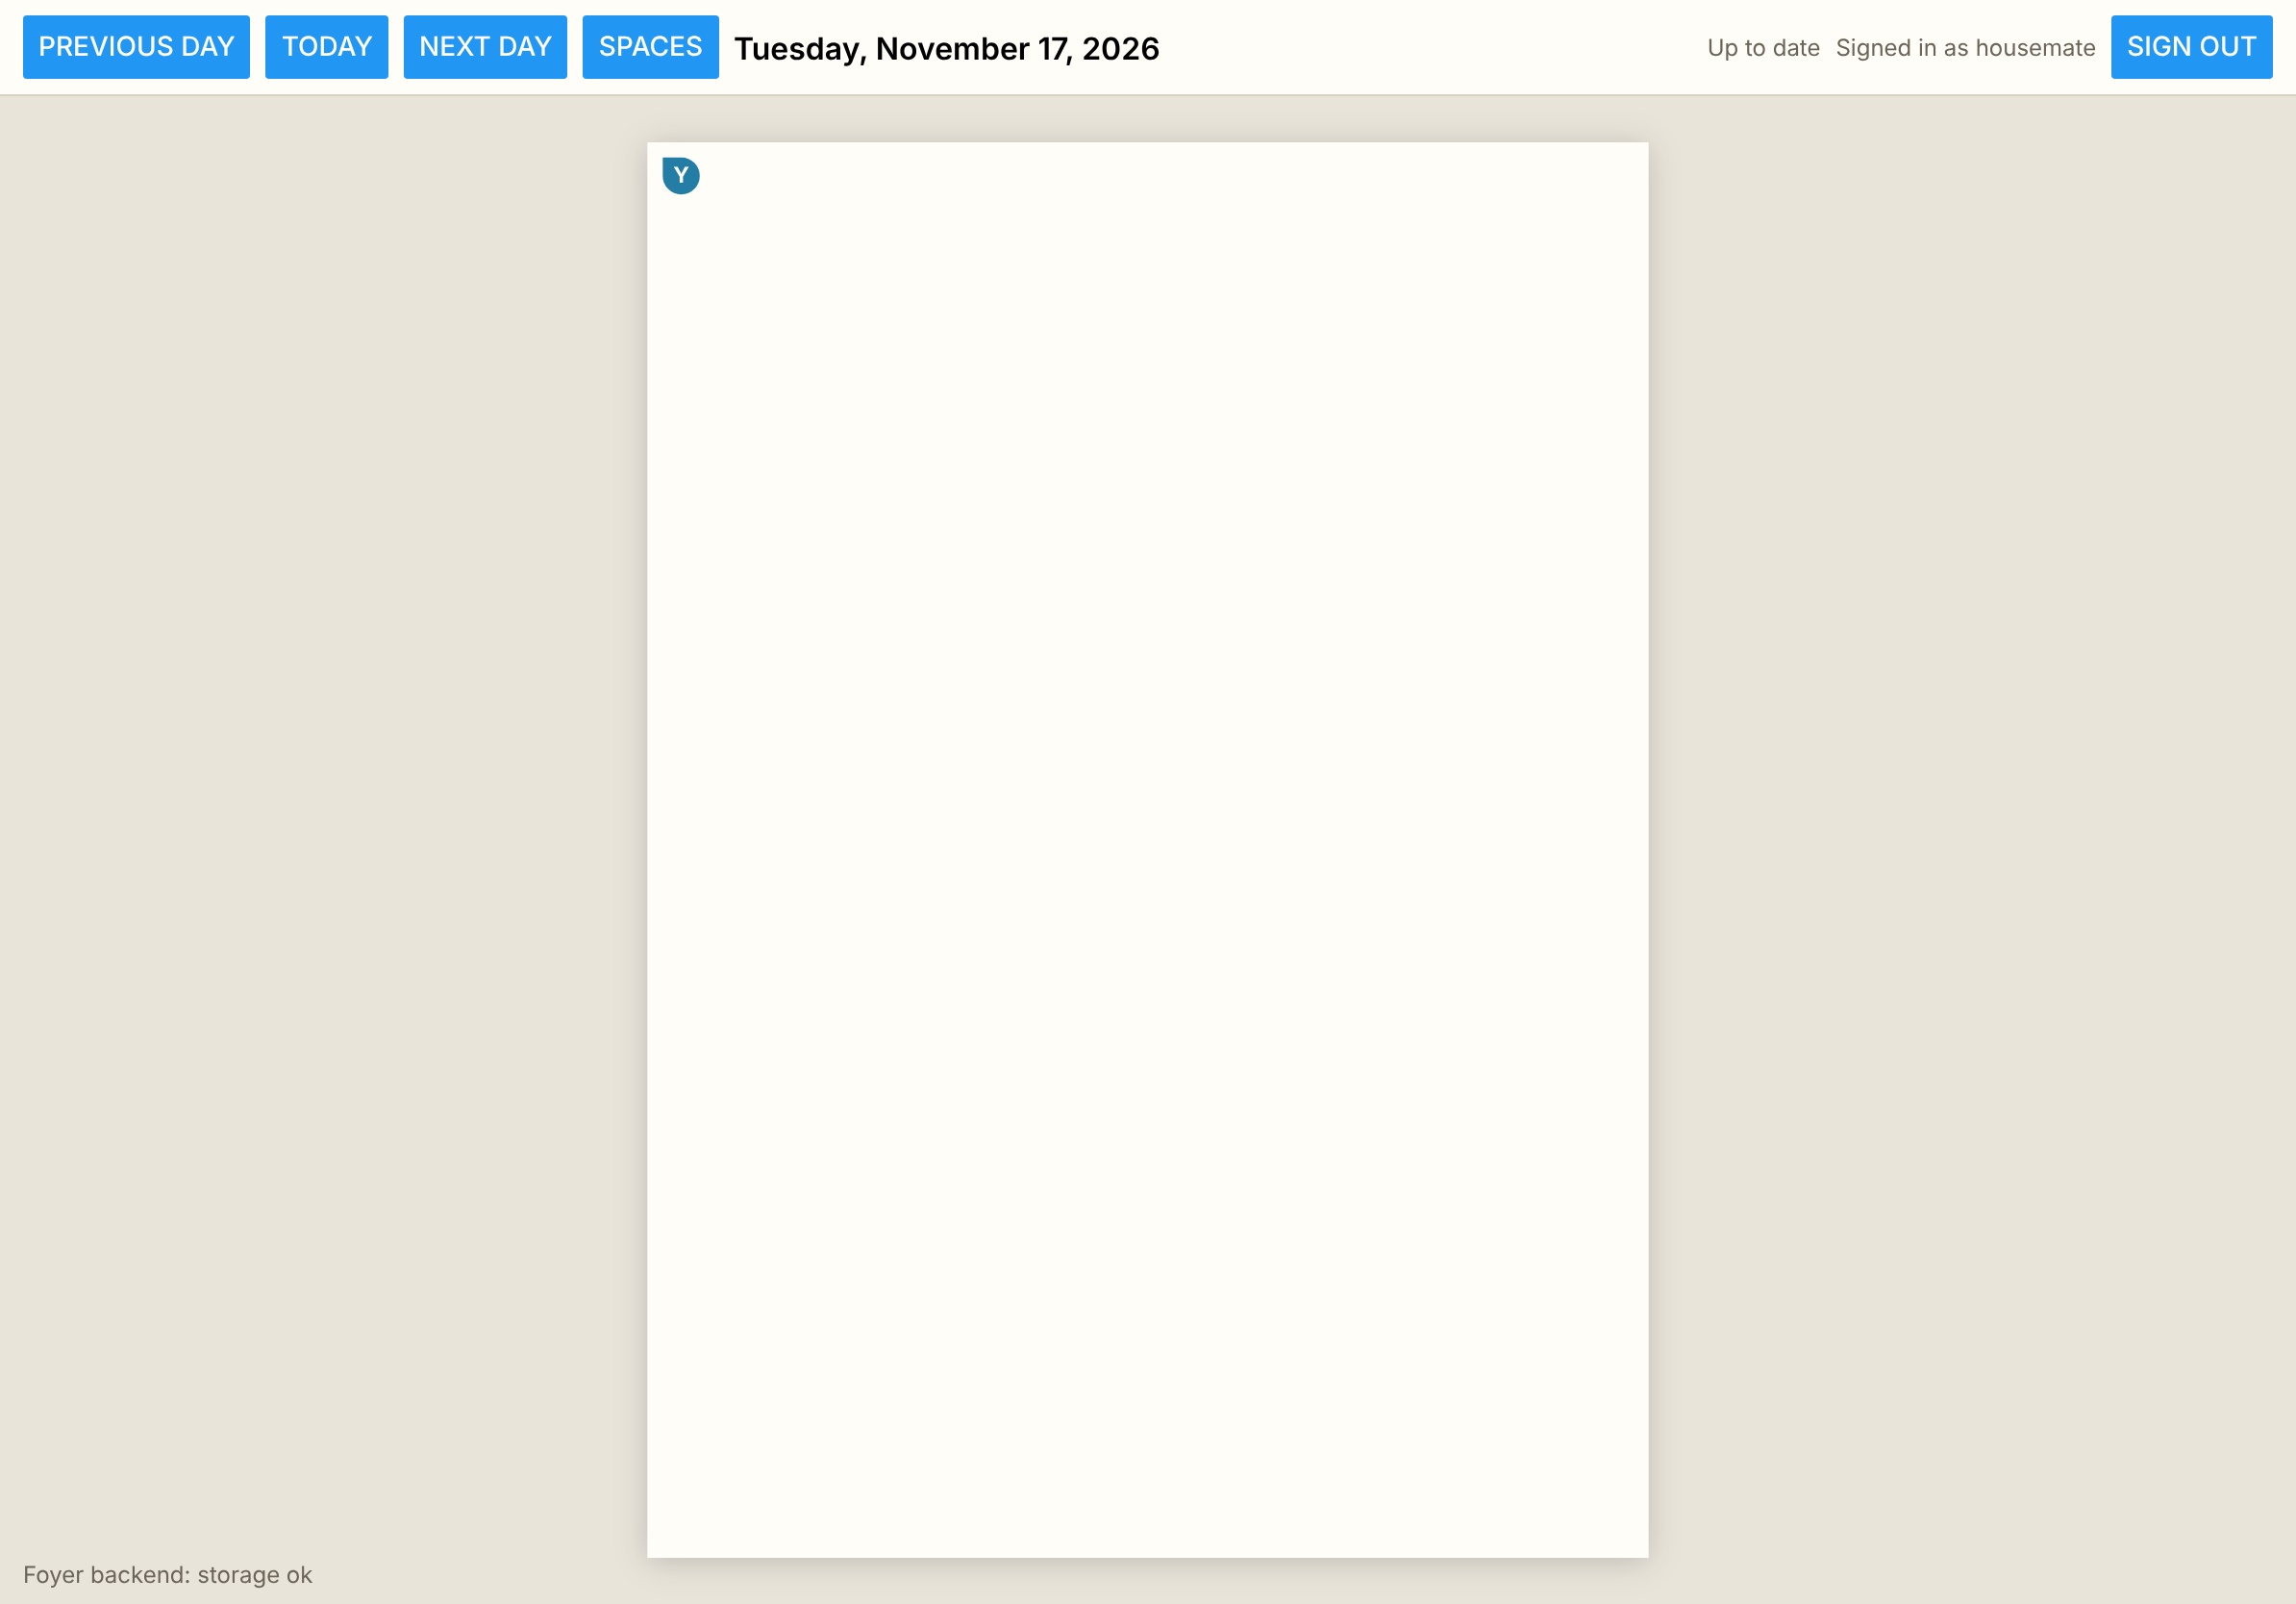 PREVIOUS DAY TODAY NEXT DAY SPACES Tuesday, November 17, 2026 Up to date Signed in as housemate SIGN OUT
Y
Foyer backend: storage ok